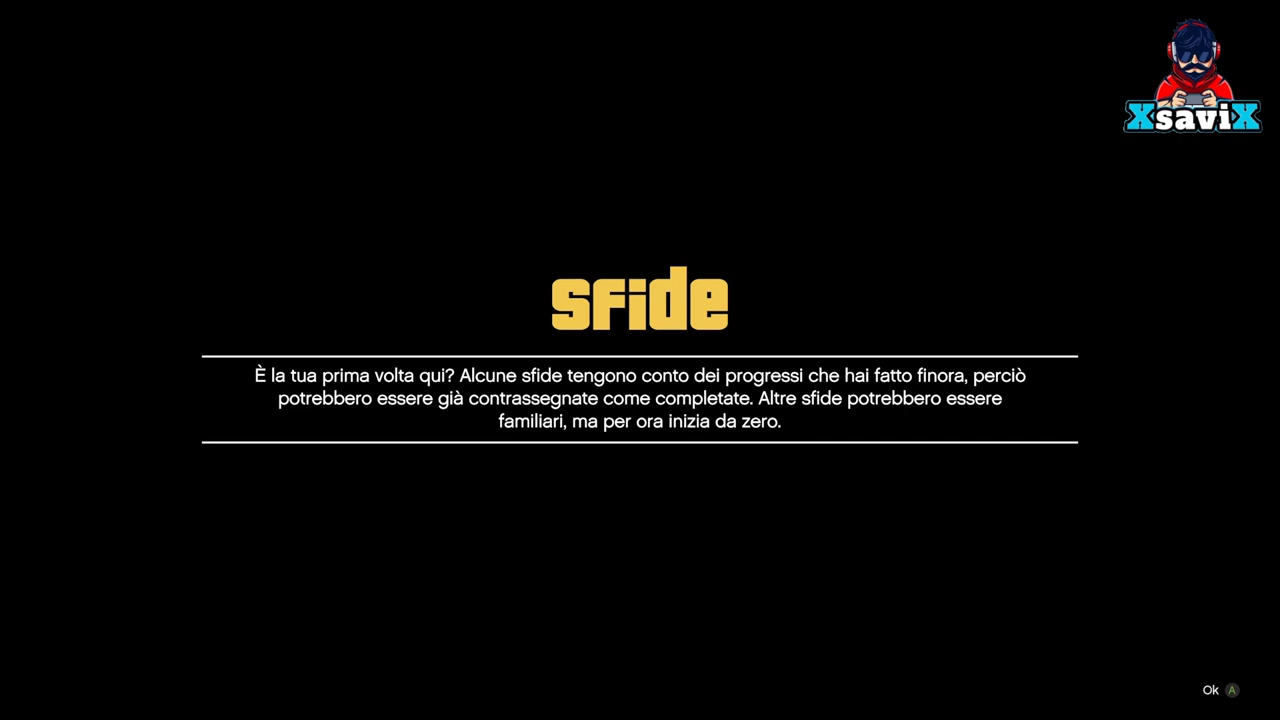 XsaviX
sfide
È la tua prima volta qui? Alcune sfide tengono conto dei progressi che hai fatto finora, perciò
potrebbero essere già contrassegnate come completate. Altre sfide potrebbero essere
familiari, ma per ora inizia da zero.
Ok A